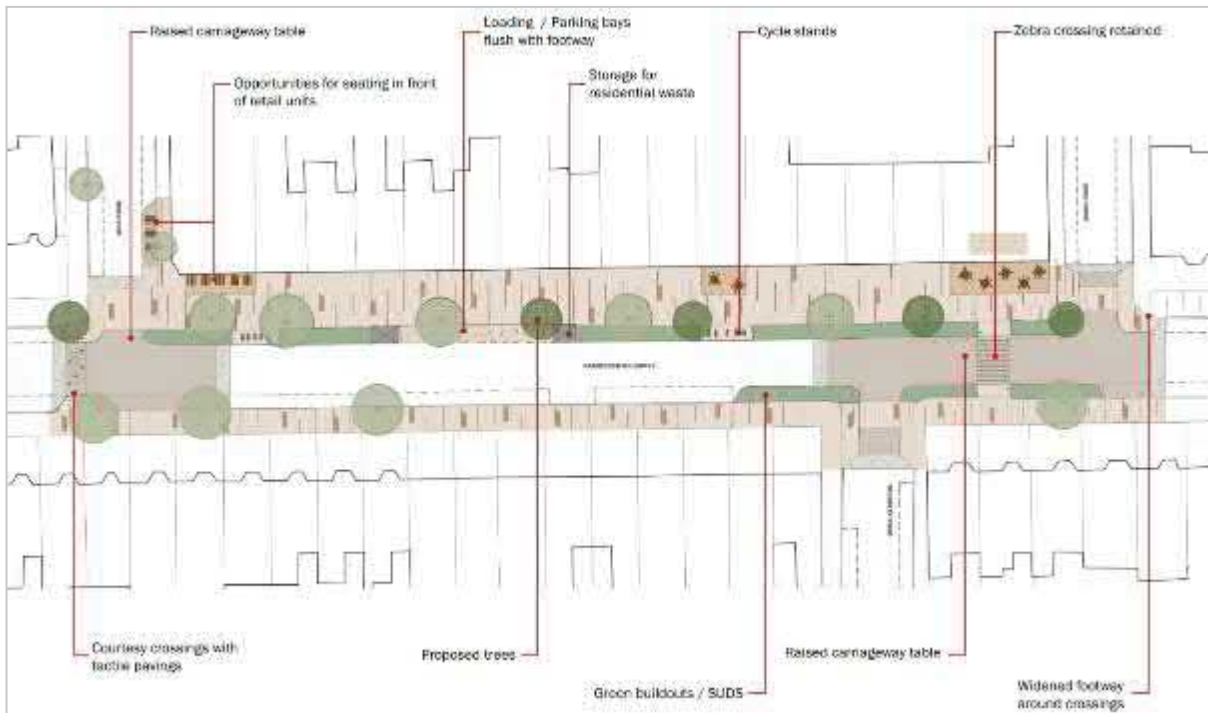 Raised carriageway table
Loading / Parking bays
flush with footway
Cycle stands
Zebra crossing retained
Opportunities for seating in front
of retail units
Storage for
residential waste
Courtesy crossings with
tactile pavings
Proposed trees
Green buildouts / SUDS
Raised carriageway table
Widened footway
around crossings